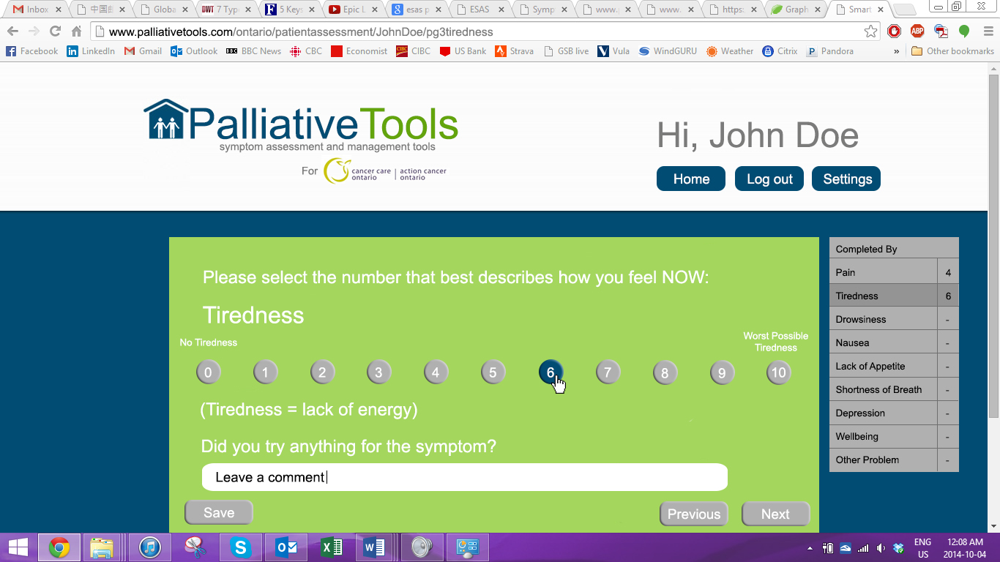 Inbox
中国曲
Globa
DWT 7 Type
F 5 Keys
Epic L
esas p
ESAS
Symp
www.
www.
https:
Graph
Smart
www.palliativetools.com/ontario/patientassessment/JohnDoe/pg3tiredness
ABP
Facebook
LinkedIn
Gmail
Outlook
BBC BBC News
CBC
Economist
CIBC CIBC
US Bank
Strava
GSB live
Vula
WindGURU
Weather
Citrix
Pandora
»
Other bookmarks
PalliativeTools
symptom assessment and management tools
For
cancer care | action cancer
ontario | ontario
Hi, John Doe
Home
Log out
Settings
Please select the number that best describes how you feel NOW:
Tiredness
No Tiredness
Worst Possible
Tiredness
0 1 2 3 4 5 6 7 8 9 10
(Tiredness = lack of energy)
Did you try anything for the symptom?
Leave a comment
Save
Previous
Next
Completed By
Pain 4
Tiredness 6
Drowsiness -
Nausea -
Lack of Appetite -
Shortness of Breath -
Depression -
Wellbeing -
Other Problem -
ENG
US
12:08 AM
2014-10-04